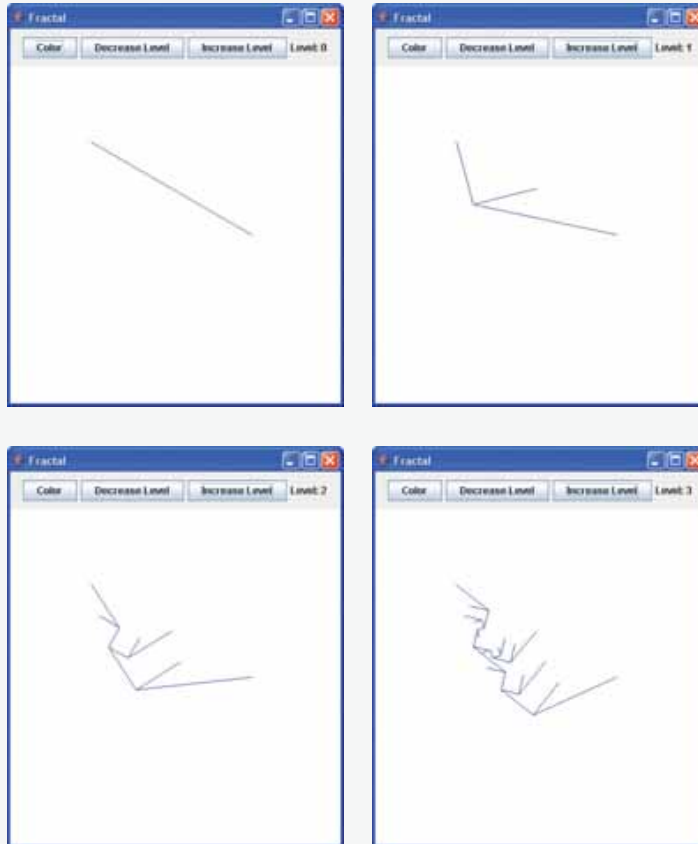 Fractal
Color Decrease Level Increase Level Level: 0
Fractal
Color Decrease Level Increase Level Level: 1
Fractal
Color Decrease Level Increase Level Level: 2
Fractal
Color Decrease Level Increase Level Level: 3